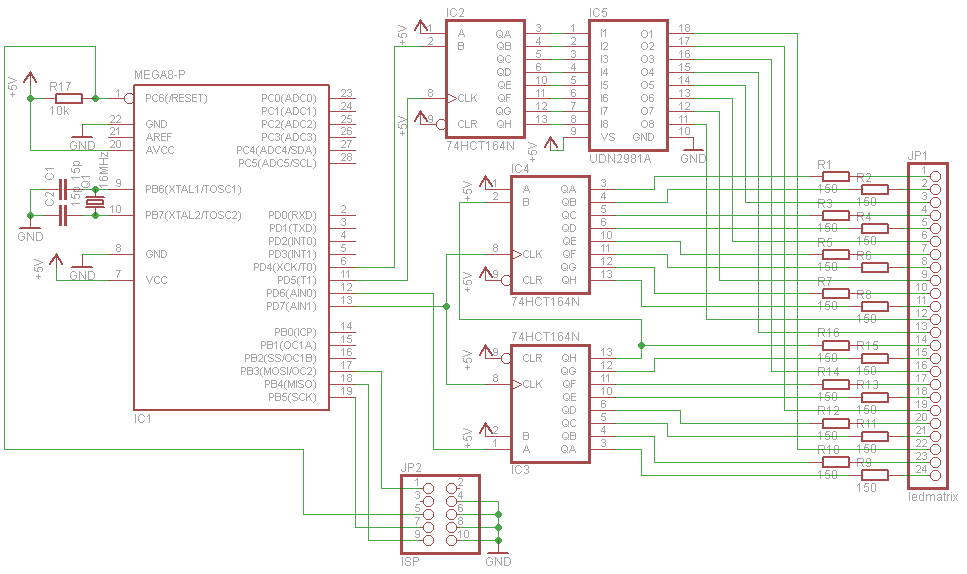 IC2
IC5
+5V
1 A QA 3 1 I1 O1 18
2 B QB 4 2 I2 O2 17
QC 5 3 I3 O3 16
QD 6 4 I4 O4 15
QE 10 5 I5 O5 14
8 CLK QF 11 6 I6 O6 13
QG 12 7 I7 O7 12
+5V 9 CLR QH 13 8 I8 O8 11
+5V 9 VS GND 10
74HCT164N
UDN2981A
GND
MEGA8-P
+5V
R17
10k
1 PC6(/RESET) PC0(ADC0) 23
PC1(ADC1) 24
22 GND PC2(ADC2) 25
21 AREF PC3(ADC3) 26
20 AVCC PC4(ADC4/SDA) 27
PC5(ADC5/SCL) 28
GND
C1
15p
C2
15p
Q1
16MHz
9 PB6(XTAL1/TOSC1)
10 PB7(XTAL2/TOSC2) PD0(RXD) 2
PD1(TXD) 3
PD2(INT0) 4
8 GND PD3(INT1) 5
PD4(XCK/T0) 6
7 VCC PD5(T1) 11
PD6(AIN0) 12
PD7(AIN1) 13
PB0(ICP) 14
PB1(OC1A) 15
PB2(SS/OC1B) 16
PB3(MOSI/OC2) 17
PB4(MISO) 18
PB5(SCK) 19
GND
+5V
GND
IC1
IC4
+5V
1 A QA 3
2 B QB 4
QC 5
QD 6
QE 10
8 CLK QF 11
QG 12
+5V 9 CLR QH 13
74HCT164N
74HCT164N
+5V
9 CLR QH 13
QG 12
8 CLK QF 11
QE 10
QD 6
QC 5
+5V 2 B QB 4
1 A QA 3
IC3
R1
150
R2
150
R3
150
R4
150
R5
150
R6
150
R7
150
R8
150
R16
150
R15
150
R14
150
R13
150
R12
150
R11
150
R10
150
R9
150
JP1
1
2
3
4
5
6
7
8
9
10
11
12
13
14
15
16
17
18
19
20
21
22
23
24
ledmatrix
JP2
1 2
3 4
5 6
7 8
9 10
ISP
GND